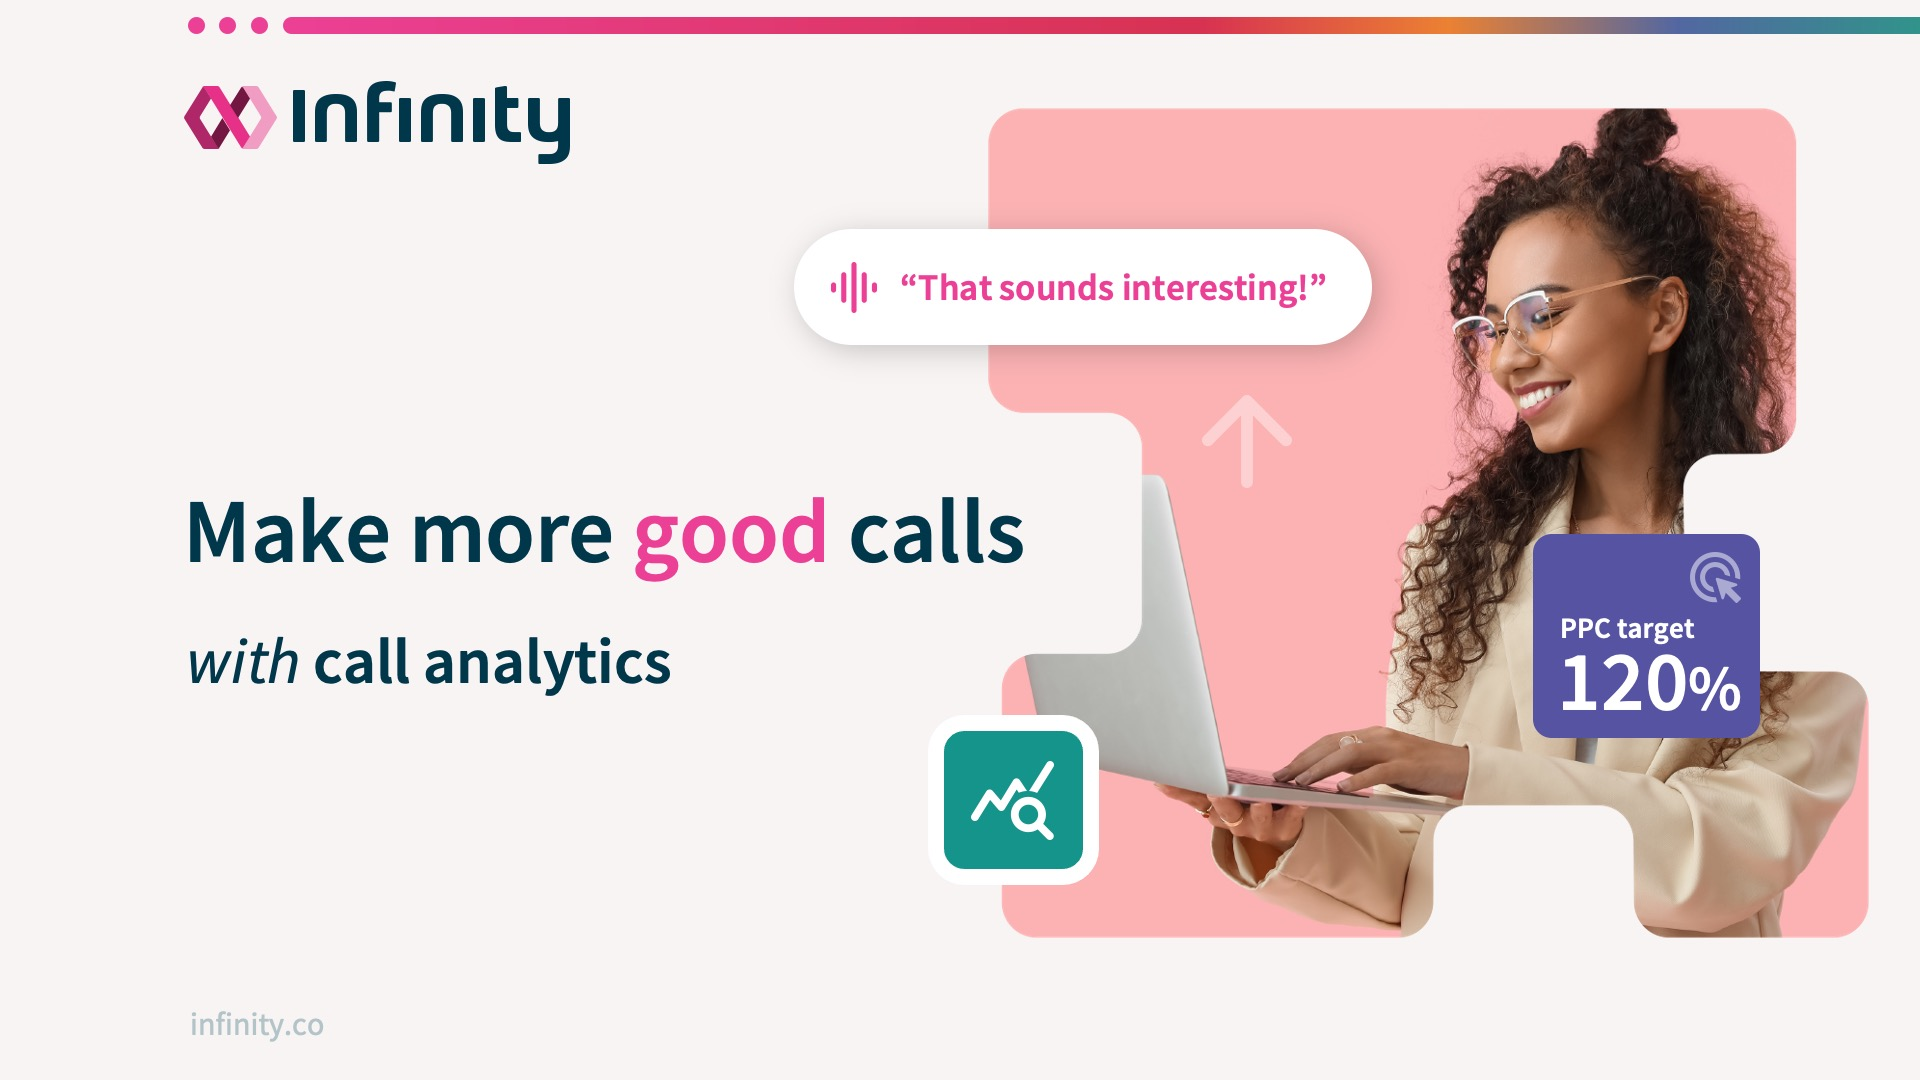 Infinity
“That sounds interesting!”
Make more good calls
with call analytics
PPC target
120%
infinity.co